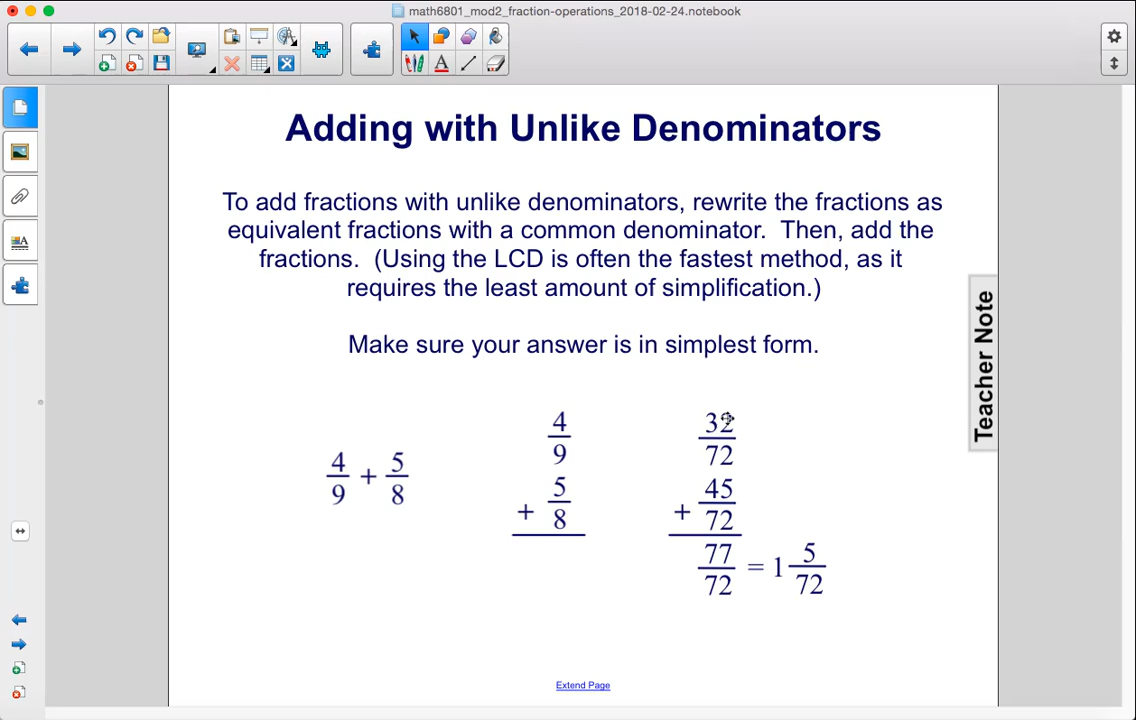 math6801_mod2_fraction-operations_2018-02-24.notebook
Adding with Unlike Denominators
To add fractions with unlike denominators, rewrite the fractions as
equivalent fractions with a common denominator. Then, add the
fractions. (Using the LCD is often the fastest method, as it
requires the least amount of simplification.)
Make sure your answer is in simplest form.
4/9 + 5/8
4/9
+ 5/8
32/72
+ 45/72
77/72 = 1 5/72
Teacher Note
Extend Page